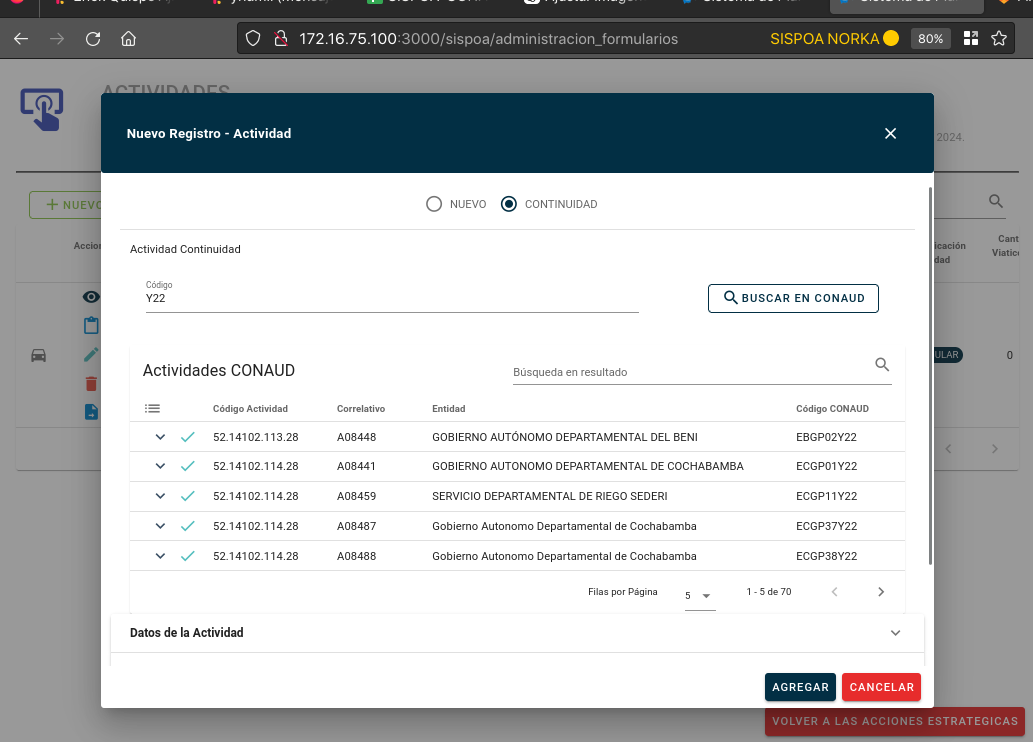 172.16.75.100:3000/sispoa/administracion_formularios
SISPOA NORKA
80%
ACTIVIDADES
2024.
Nuevo Registro - Actividad
NUEVO
CONTINUIDAD
Actividad Continuidad
Código
Y22
BUSCAR EN CONAUD
Actividades CONAUD
Búsqueda en resultado
Código Actividad Correlativo Entidad Código CONAUD
52.14102.113.28 A08448 GOBIERNO AUTÓNOMO DEPARTAMENTAL DEL BENI EBGP02Y22
52.14102.114.28 A08441 GOBIERNO AUTONOMO DEPARTAMENTAL DE COCHABAMBA ECGP01Y22
52.14102.114.28 A08459 SERVICIO DEPARTAMENTAL DE RIEGO SEDERI ECGP11Y22
52.14102.114.28 A08487 Gobierno Autonomo Departamental de Cochabamba ECGP37Y22
52.14102.114.28 A08488 Gobierno Autonomo Departamental de Cochabamba ECGP38Y22
Filas por Página 5 1 - 5 de 70
Datos de la Actividad
AGREGAR CANCELAR
+ NUEVO
Accion
icación
dad
Cant
Viatico
ULAR
0
VOLVER A LAS ACCIONES ESTRATEGICAS